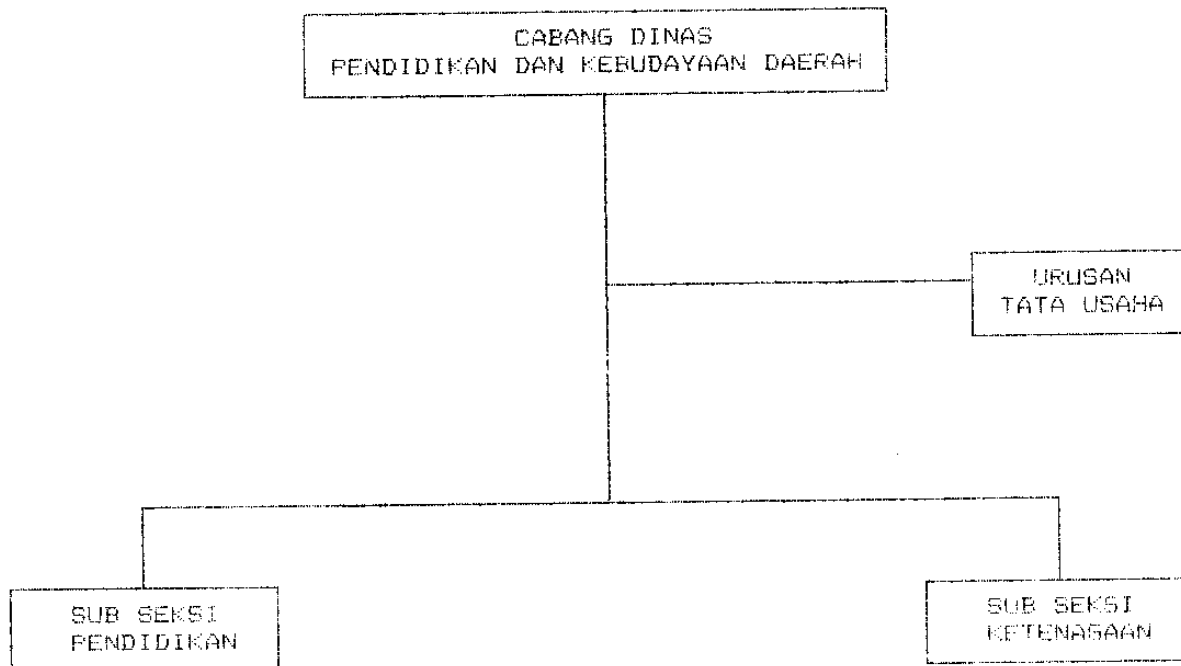 CABANG DINAS
PENDIDIKAN DAN KEBUDAYAAN DAERAH
URUSAN
TATA USAHA
SUB SEKSI
PENDIDIKAN
SUB SEKSI
KETENAGAAN